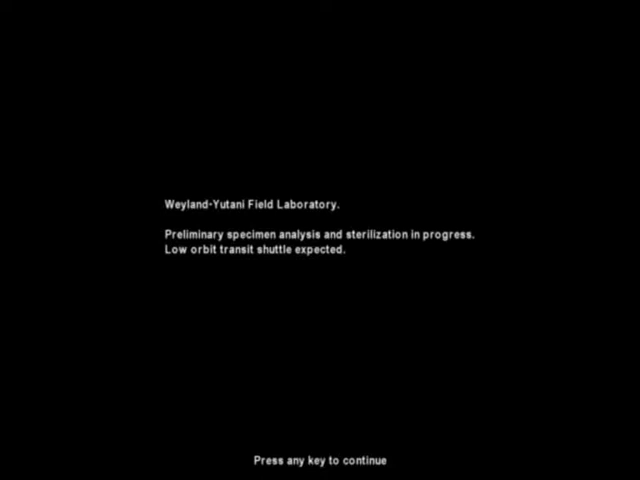 Weyland-Yutani Field Laboratory.
Preliminary specimen analysis and sterilization in progress.
Low orbit transit shuttle expected.
Press any key to continue